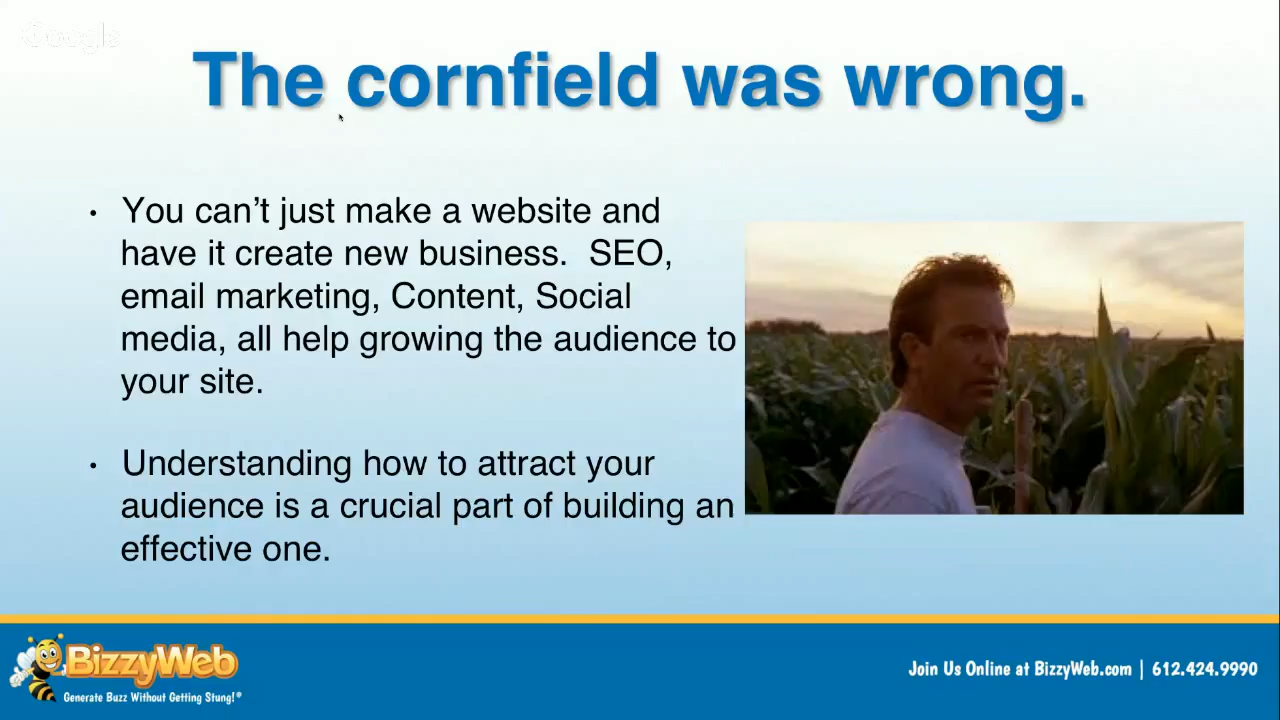 Google
The cornfield was wrong.
• You can’t just make a website and
have it create new business.  SEO,
email marketing, Content, Social
media, all help growing the audience to
your site.
• Understanding how to attract your
audience is a crucial part of building an
effective one.
BizzyWeb
Generate Buzz Without Getting Stung!®
Join Us Online at BizzyWeb.com | 612.424.9990